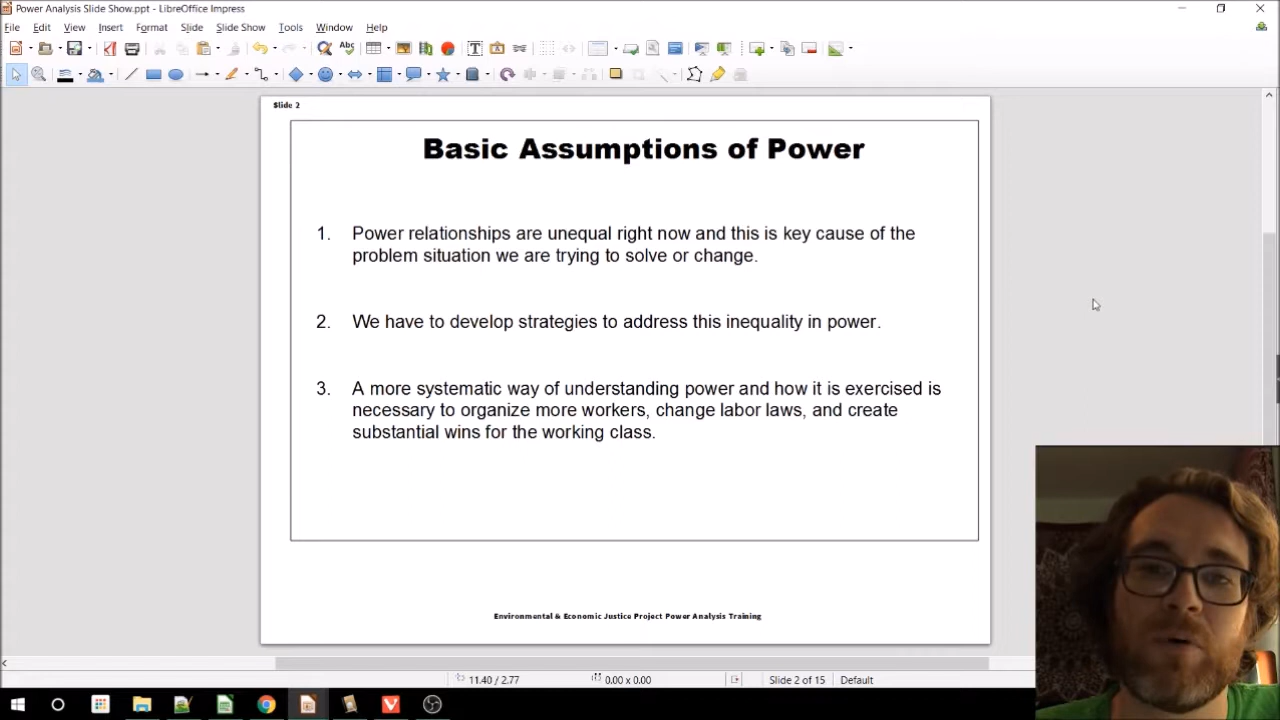 Power Analysis Slide Show.ppt - LibreOffice Impress
File Edit View Insert Format Slide Slide Show Tools Window Help
Abc
Slide 2
Basic Assumptions of Power
1. Power relationships are unequal right now and this is key cause of the
problem situation we are trying to solve or change.
2. We have to develop strategies to address this inequality in power.
3. A more systematic way of understanding power and how it is exercised is
necessary to organize more workers, change labor laws, and create
substantial wins for the working class.
Environmental & Economic Justice Project Power Analysis Training
11.40 / 2.77 0.00 x 0.00 Slide 2 of 15 Default